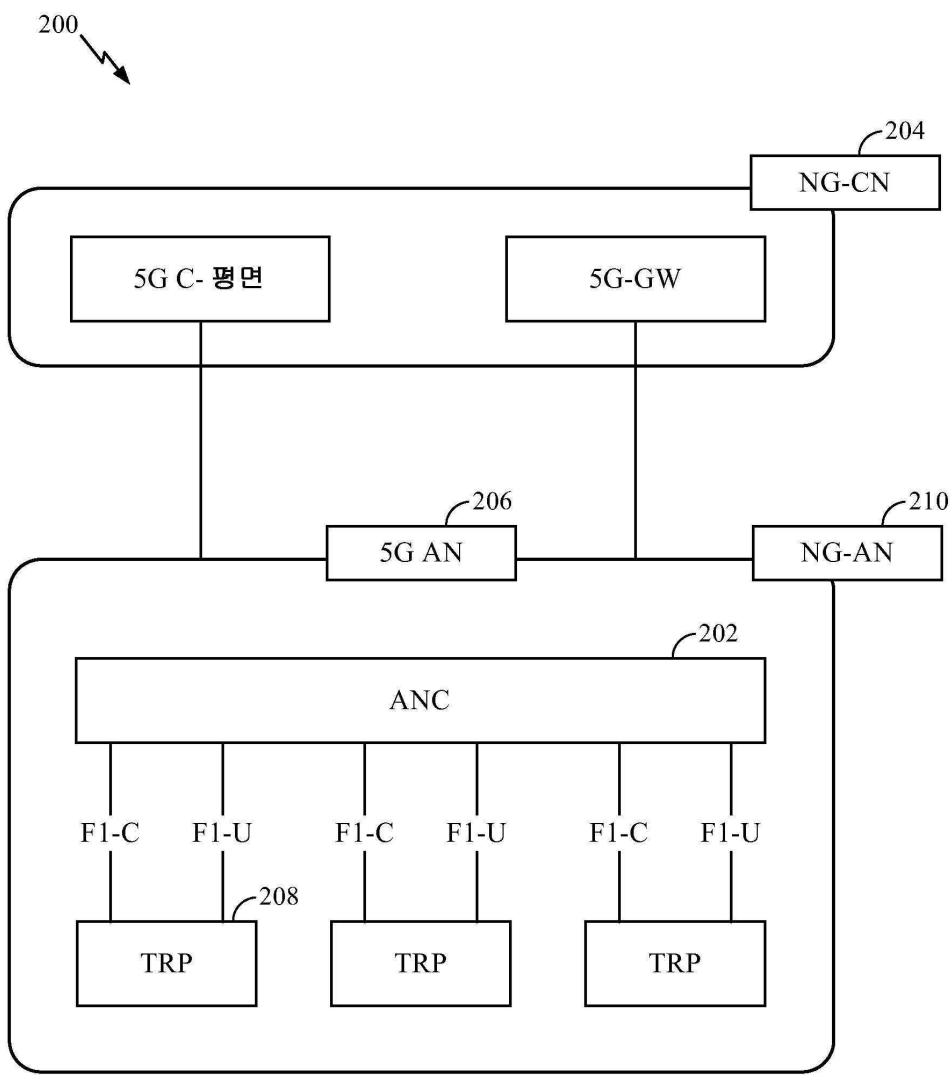 200
204
NG-CN
5G C- 평면
5G-GW
206
5G AN
210
NG-AN
202
ANC
F1-C F1-U F1-C F1-U F1-C F1-U
208
TRP TRP TRP